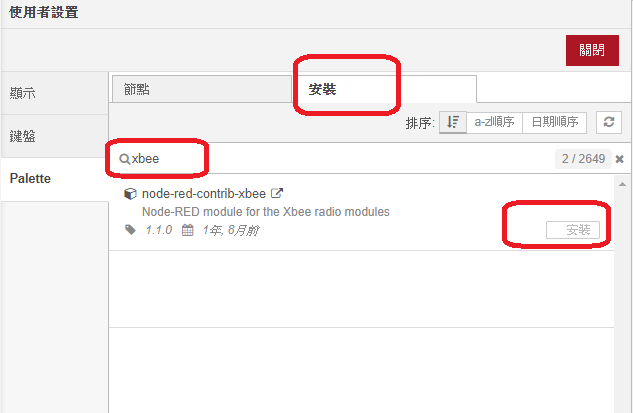 使用者設置
關閉
顯示
鍵盤
Palette
節點
安裝
排序:
a-z順序
日期順序
xbee
2 / 2649
node-red-contrib-xbee
Node-RED module for the Xbee radio modules
1.1.0
1年, 8月前
安裝